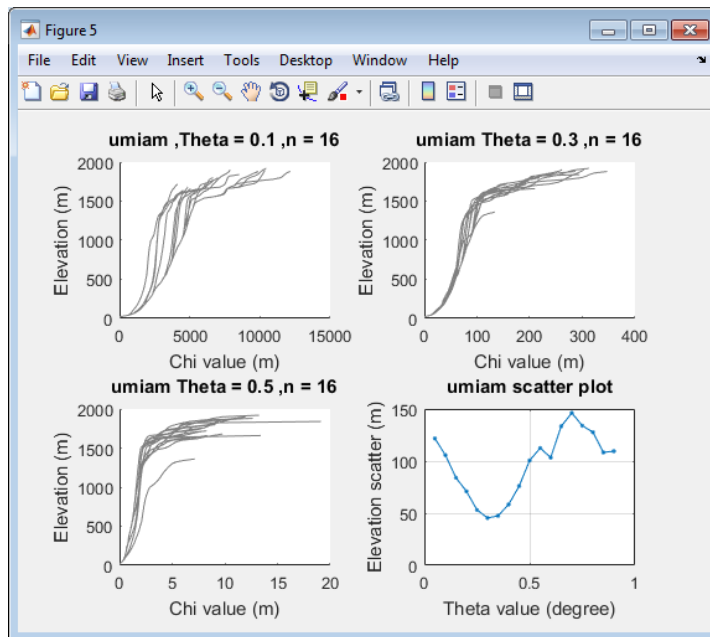 Figure 5
File Edit View Insert Tools Desktop Window Help
umiam ,Theta = 0.1 ,n = 16
2000
1500
1000
500
0
Elevation (m)
0 5000 10000 15000
Chi value (m)
umiam Theta = 0.3 ,n = 16
2000
1500
1000
500
0
Elevation (m)
0 100 200 300 400
Chi value (m)
umiam Theta = 0.5 ,n = 16
2000
1500
1000
500
0
Elevation (m)
0 5 10 15 20
Chi value (m)
umiam scatter plot
150
100
50
0
Elevation scatter (m)
0 0.5 1
Theta value (degree)